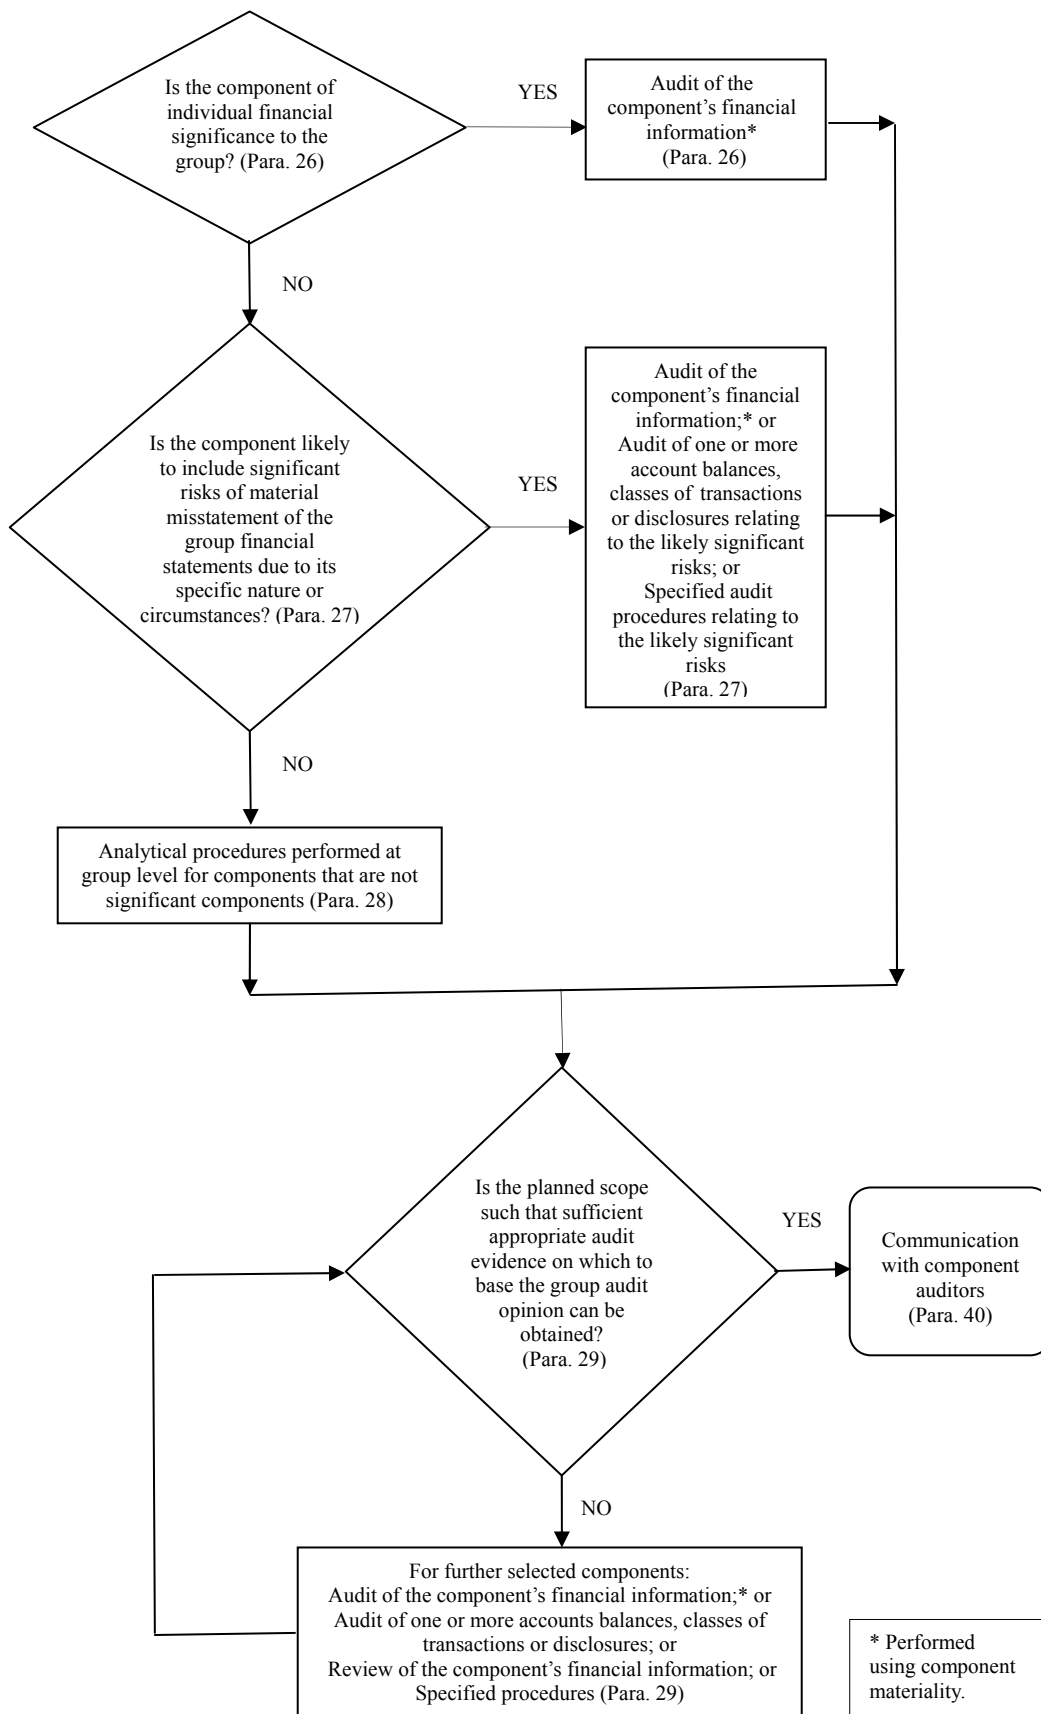 Is the component of
individual financial
significance to the
group? (Para. 26)
YES
Audit of the
component’s financial
information*
(Para. 26)
NO
Is the component likely
to include significant
risks of material
misstatement of the
group financial
statements due to its
specific nature or
circumstances? (Para. 27)
YES
Audit of the
component’s financial
information;* or
Audit of one or more
account balances,
classes of transactions
or disclosures relating
to the likely significant
risks; or
Specified audit
procedures relating to
the likely significant
risks
(Para. 27)
NO
Analytical procedures performed at
group level for components that are not
significant components (Para. 28)
Is the planned scope
such that sufficient
appropriate audit
evidence on which to
base the group audit
opinion can be
obtained?
(Para. 29)
YES
Communication
with component
auditors
(Para. 40)
NO
For further selected components:
Audit of the component’s financial information;* or
Audit of one or more accounts balances, classes of
transactions or disclosures; or
Review of the component’s financial information; or
Specified procedures (Para. 29)
* Performed
using component
materiality.